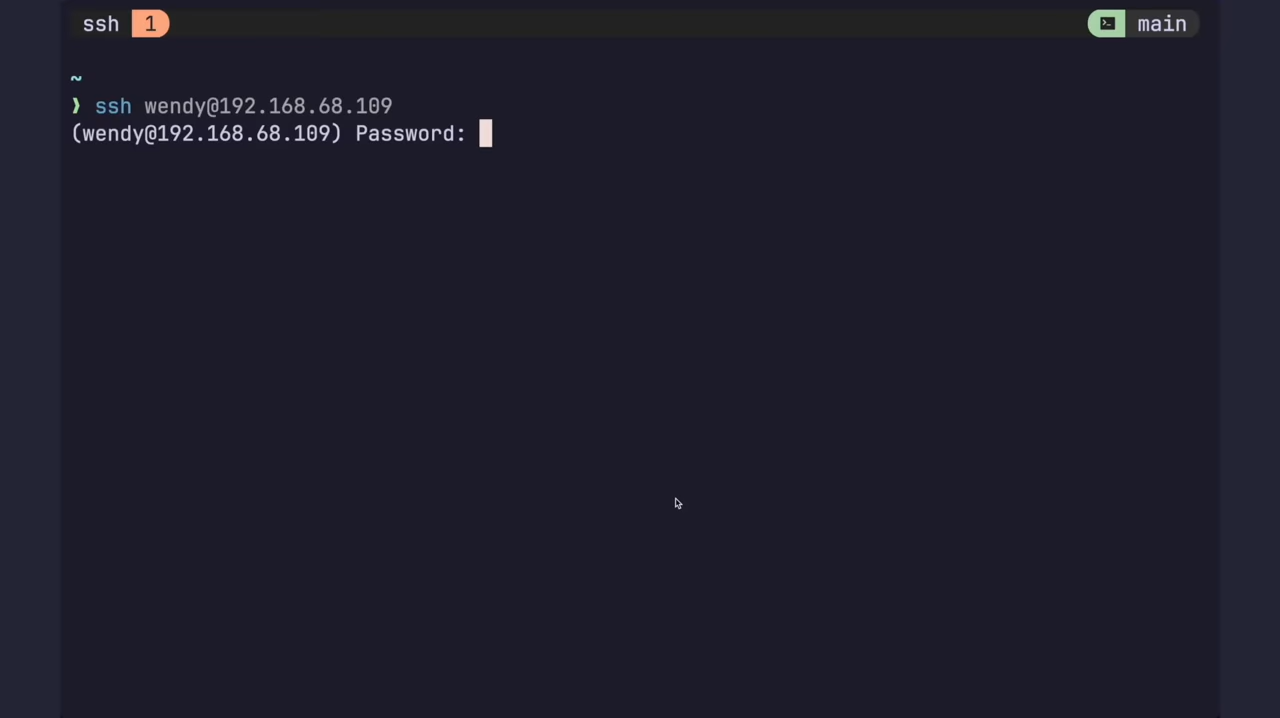 ssh 1 main
~
❯ ssh wendy@192.168.68.109
(wendy@192.168.68.109) Password: